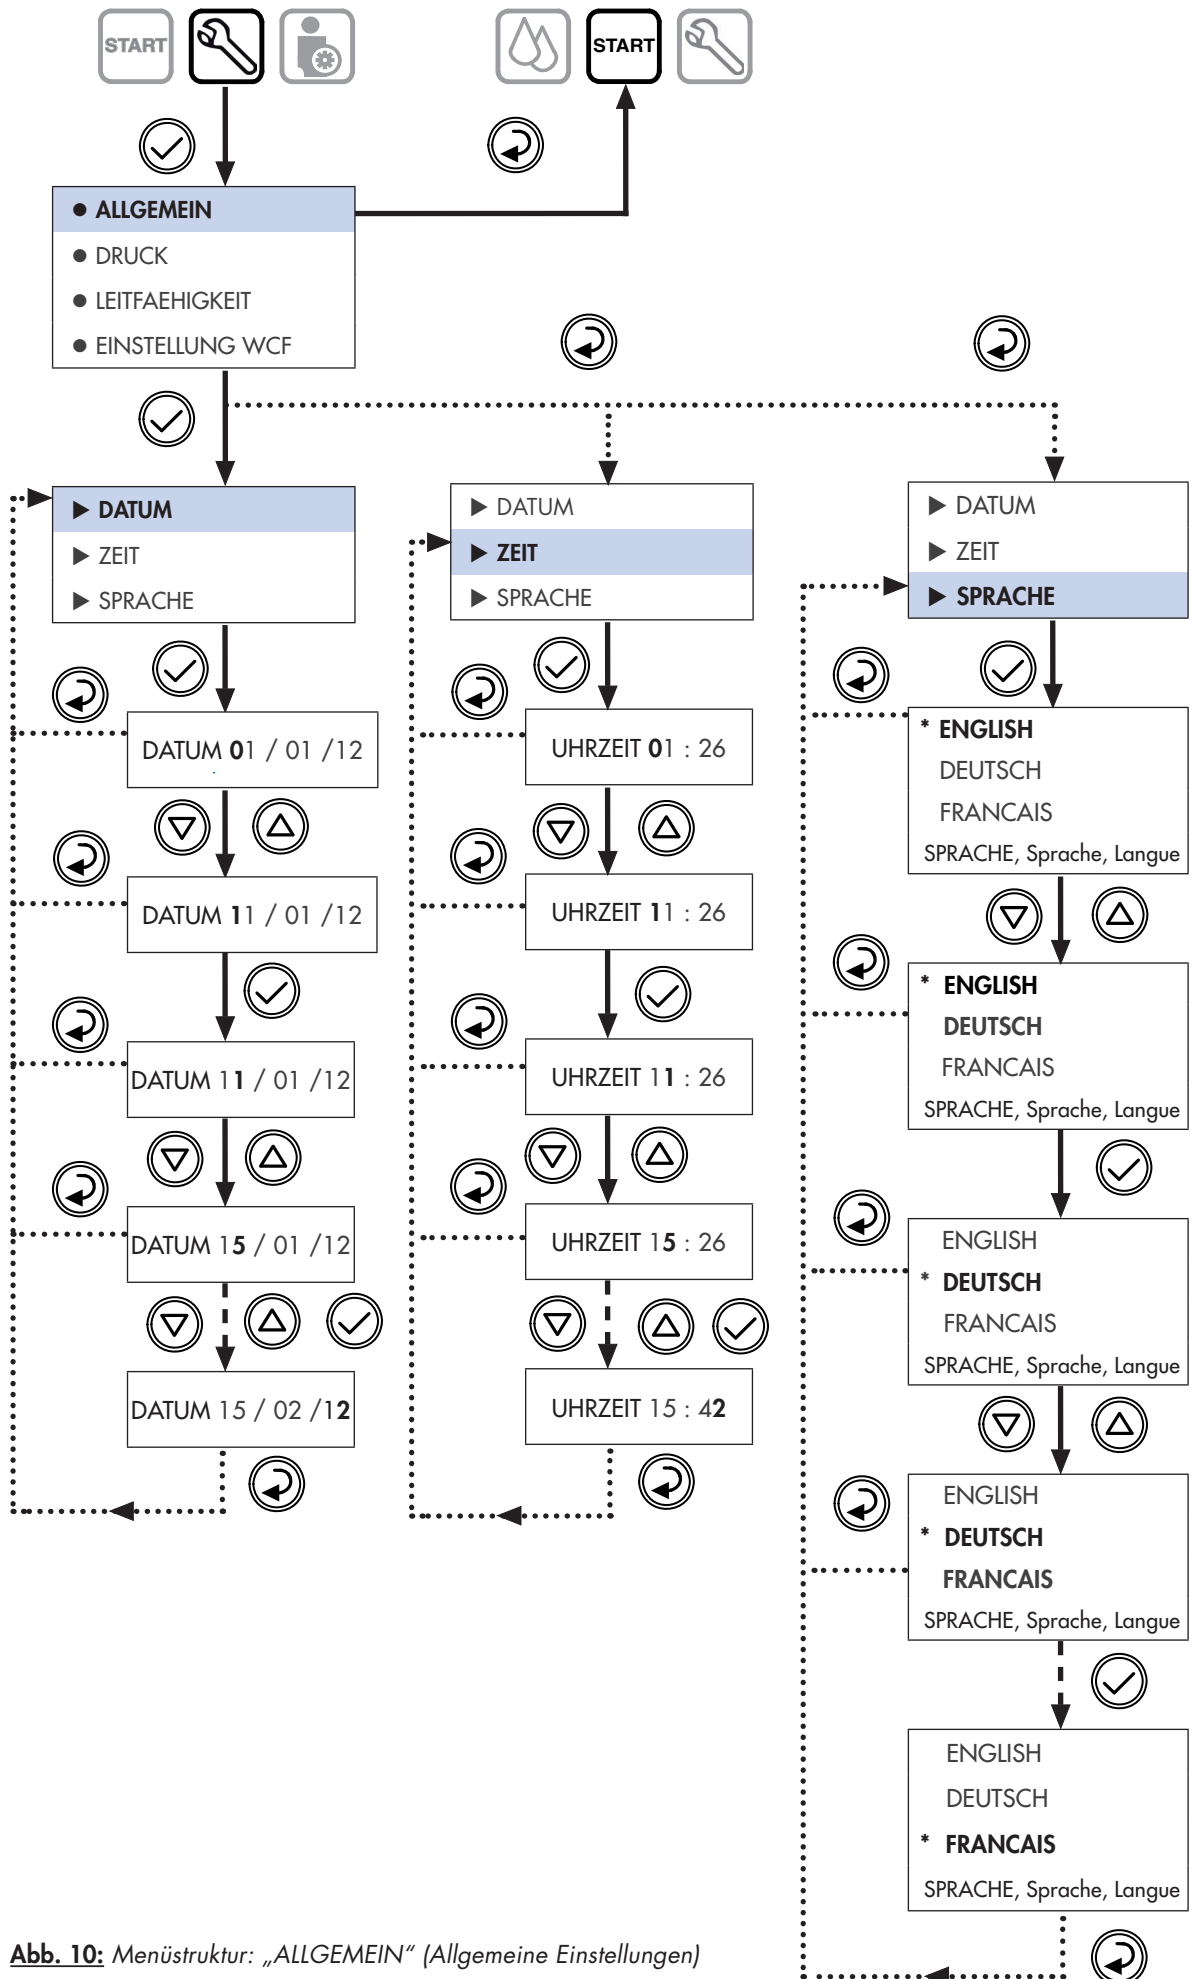 START
START
● ALLGEMEIN
● DRUCK
● LEITFAEHIGKEIT
● EINSTELLUNG WCF
▶ DATUM
▶ ZEIT
▶ SPRACHE
DATUM 01 / 01 /12
DATUM 11 / 01 /12
DATUM 11 / 01 /12
DATUM 15 / 01 /12
DATUM 15 / 02 /12
▶ DATUM
▶ ZEIT
▶ SPRACHE
UHRZEIT 01 : 26
UHRZEIT 11 : 26
UHRZEIT 11 : 26
UHRZEIT 15 : 26
UHRZEIT 15 : 42
▶ DATUM
▶ ZEIT
▶ SPRACHE
* ENGLISH
DEUTSCH
FRANCAIS
SPRACHE, Sprache, Langue
* ENGLISH
DEUTSCH
FRANCAIS
SPRACHE, Sprache, Langue
ENGLISH
* DEUTSCH
FRANCAIS
SPRACHE, Sprache, Langue
ENGLISH
* DEUTSCH
FRANCAIS
SPRACHE, Sprache, Langue
ENGLISH
DEUTSCH
* FRANCAIS
SPRACHE, Sprache, Langue
Abb. 10: Menüstruktur: „ALLGEMEIN“ (Allgemeine Einstellungen)